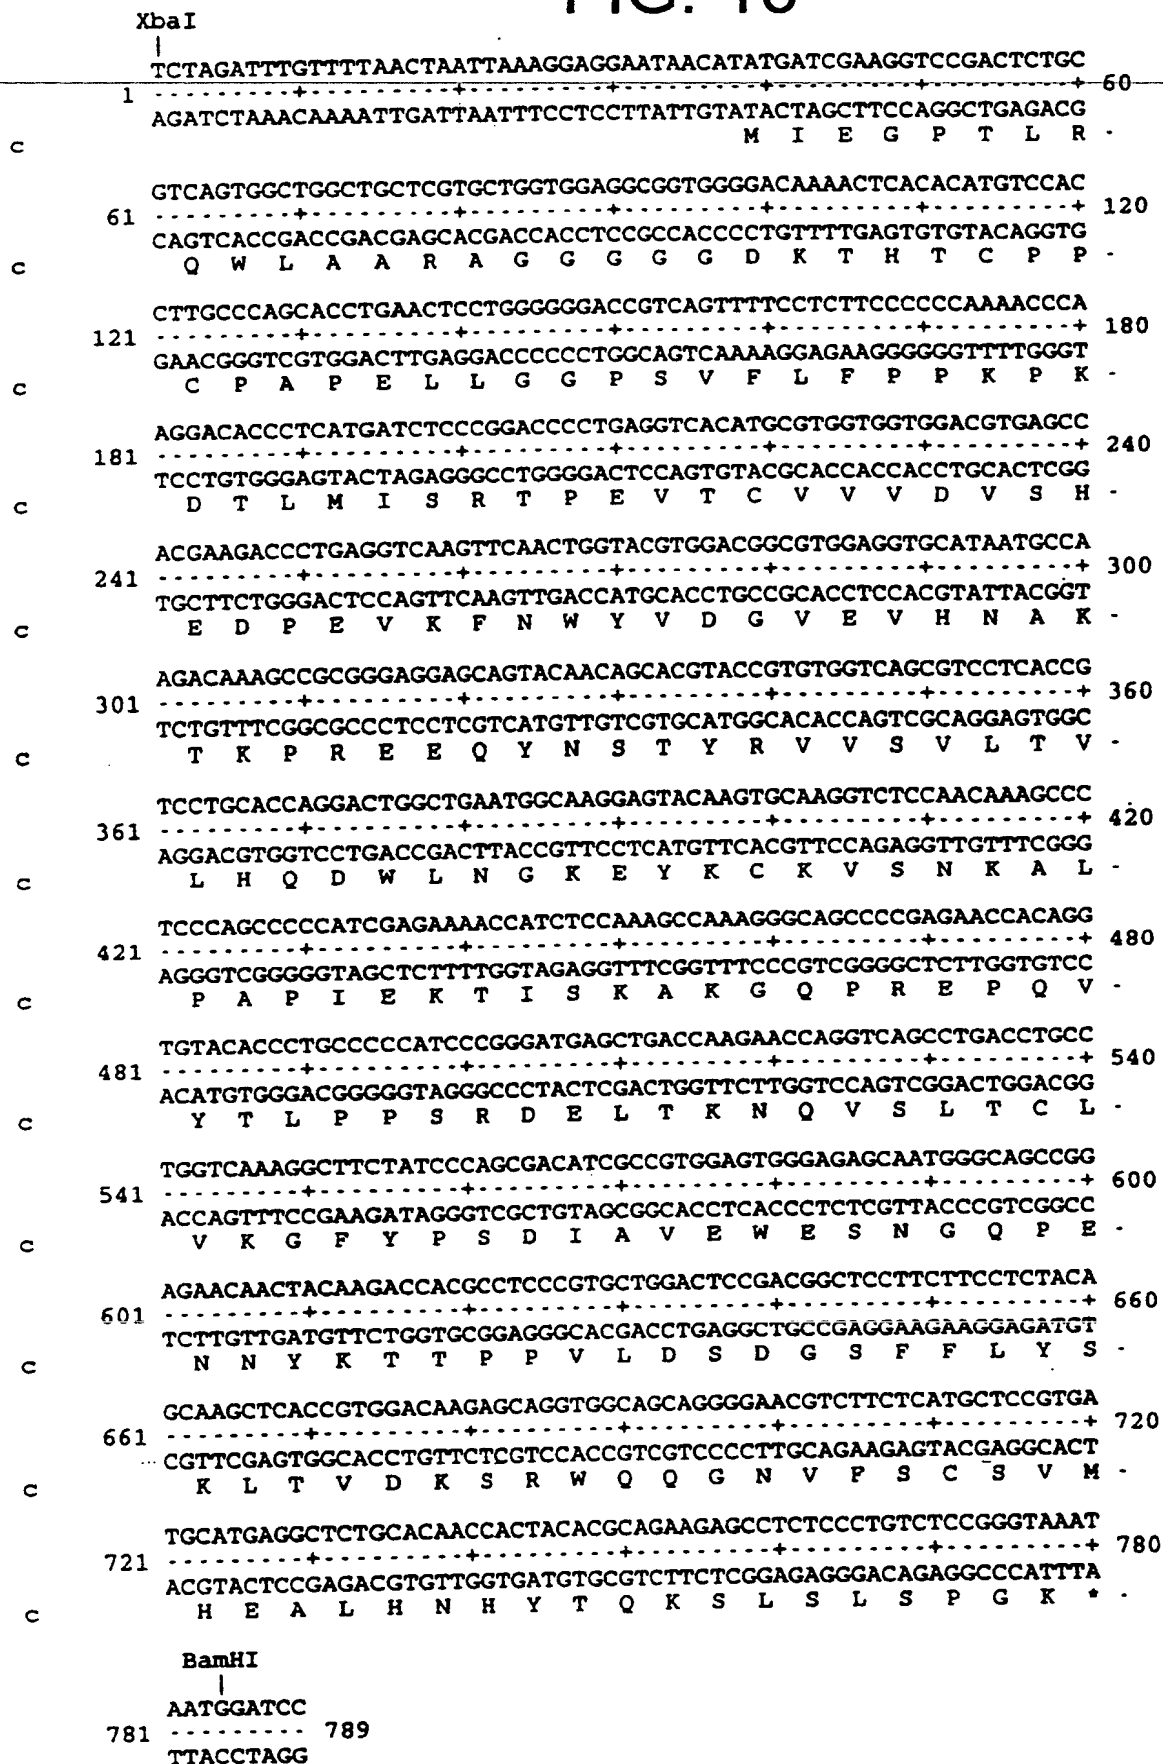 FIG.
XbaI
|
TCTAGATTTGTTTTAACTAATTAAAGGAGGAATAACATATGATCGAAGGTCCGACTCTGC
1 ---------+---------+---------+---------+---------+---------+ 60
AGATCTAAACAAAATTGATTAATTTCCTCCTTATTGTATACTAGCTTCCAGGCTGAGACG
c M I E G P T L R -
GTCAGTGGCTGGCTGCTCGTGCTGGTGGAGGCGGTGGGGACAAAACTCACACATGTCCAC
61 ---------+---------+---------+---------+---------+---------+ 120
CAGTCACCGACCGACGAGCACGACCACCTCCGCCACCCCTGTTTTGAGTGTGTACAGGTG
c Q W L A A R A G G G G G D K T H T C P P -
CTTGCCCAGCACCTGAACTCCTGGGGGGACCGTCAGTTTTCCTCTTCCCCCCAAAACCCA
121 ---------+---------+---------+---------+---------+---------+ 180
GAACGGGTCGTGGACTTGAGGACCCCCCTGGCAGTCAAAAGGAGAAGGGGGGTTTTGGGT
c C P A P E L L G G P S V F L F P P K P K -
AGGACACCCTCATGATCTCCCGGACCCCTGAGGTCACATGCGTGGTGGTGGACGTGAGCC
181 ---------+---------+---------+---------+---------+---------+ 240
TCCTGTGGGAGTACTAGAGGGCCTGGGGACTCCAGTGTACGCACCACCACCTGCACTCGG
c D T L M I S R T P E V T C V V V D V S H -
ACGAAGACCCTGAGGTCAAGTTCAACTGGTACGTGGACGGCGTGGAGGTGCATAATGCCA
241 ---------+---------+---------+---------+---------+---------+ 300
TGCTTCTGGGACTCCAGTTCAAGTTGACCATGCACCTGCCGCACCTCCACGTATTACGGT
c E D P E V K F N W Y V D G V E V H N A K -
AGACAAAGCCGCGGGAGGAGCAGTACAACAGCACGTACCGTGTGGTCAGCGTCCTCACCG
301 ---------+---------+---------+---------+---------+---------+ 360
TCTGTTTCGGCGCCCTCCTCGTCATGTTGTCGTGCATGGCACACCAGTCGCAGGAGTGGC
c T K P R E E Q Y N S T Y R V V S V L T V -
TCCTGCACCAGGACTGGCTGAATGGCAAGGAGTACAAGTGCAAGGTCTCCAACAAAGCCC
361 ---------+---------+---------+---------+---------+---------+ 420
AGGACGTGGTCCTGACCGACTTACCGTTCCTCATGTTCACGTTCCAGAGGTTGTTTCGGG
c L H Q D W L N G K E Y K C K V S N K A L -
TCCCAGCCCCCATCGAGAAAACCATCTCCAAAGCCAAAGGGCAGCCCCGAGAACCACAGG
421 ---------+---------+---------+---------+---------+---------+ 480
AGGGTCGGGGGTAGCTCTTTTGGTAGAGGTTTCGGTTTCCCGTCGGGGCTCTTGGTGTCC
c P A P I E K T I S K A K G Q P R E P Q V -
TGTACACCCTGCCCCCATCCCGGGATGAGCTGACCAAGAACCAGGTCAGCCTGACCTGCC
481 ---------+---------+---------+---------+---------+---------+ 540
ACATGTGGGACGGGGGTAGGGCCCTACTCGACTGGTTCTTGGTCCAGTCGGACTGGACGG
c Y T L P P S R D E L T K N Q V S L T C L -
TGGTCAAAGGCTTCTATCCCAGCGACATCGCCGTGGAGTGGGAGAGCAATGGGCAGCCGG
541 ---------+---------+---------+---------+---------+---------+ 600
ACCAGTTTCCGAAGATAGGGTCGCTGTAGCGGCACCTCACCCTCTCGTTACCCGTCGGCC
c V K G F Y P S D I A V E W E S N G Q P E -
AGAACAACTACAAGACCACGCCTCCCGTGCTGGACTCCGACGGCTCCTTCTTCCTCTACA
601 ---------+---------+---------+---------+---------+---------+ 660
TCTTGTTGATGTTCTGGTGCGGAGGGCACGACCTGAGGCTGCCGAGGAAGAAGGAGATGT
c N N Y K T T P P V L D S D G S F F L Y S -
GCAAGCTCACCGTGGACAAGAGCAGGTGGCAGCAGGGGAACGTCTTCTCATGCTCCGTGA
661 ---------+---------+---------+---------+---------+---------+ 720
CGTTCGAGTGGCACCTGTTCTCGTCCACCGTCGTCCCCTTGCAGAAGAGTACGAGGCACT
c K L T V D K S R W Q Q G N V F S C S V M -
TGCATGAGGCTCTGCACAACCACTACACGCAGAAGAGCCTCTCCCTGTCTCCGGGTAAAT
721 ---------+---------+---------+---------+---------+---------+ 780
ACGTACTCCGAGACGTGTTGGTGATGTGCGTCTTCTCGGAGAGGGACAGAGGCCCATTTA
c H E A L H N H Y T Q K S L S L S P G K * -
BamHI
|
AATGGATCC
781 --------- 789
TTACCTAGG